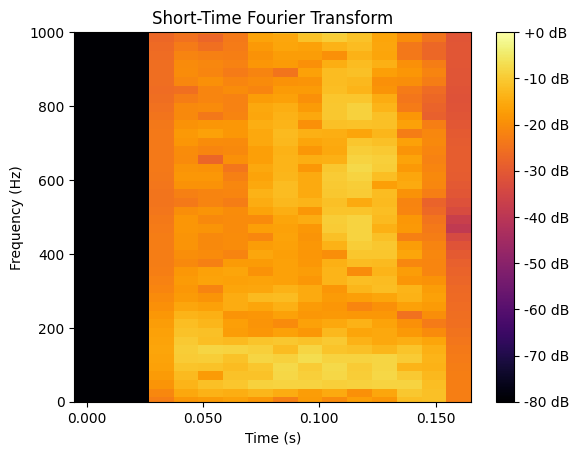 Short-Time Fourier Transform
1000
800
600
400
200
0
Frequency (Hz)
0.000
0.050
0.100
0.150
Time (s)
+0 dB
-10 dB
-20 dB
-30 dB
-40 dB
-50 dB
-60 dB
-70 dB
-80 dB